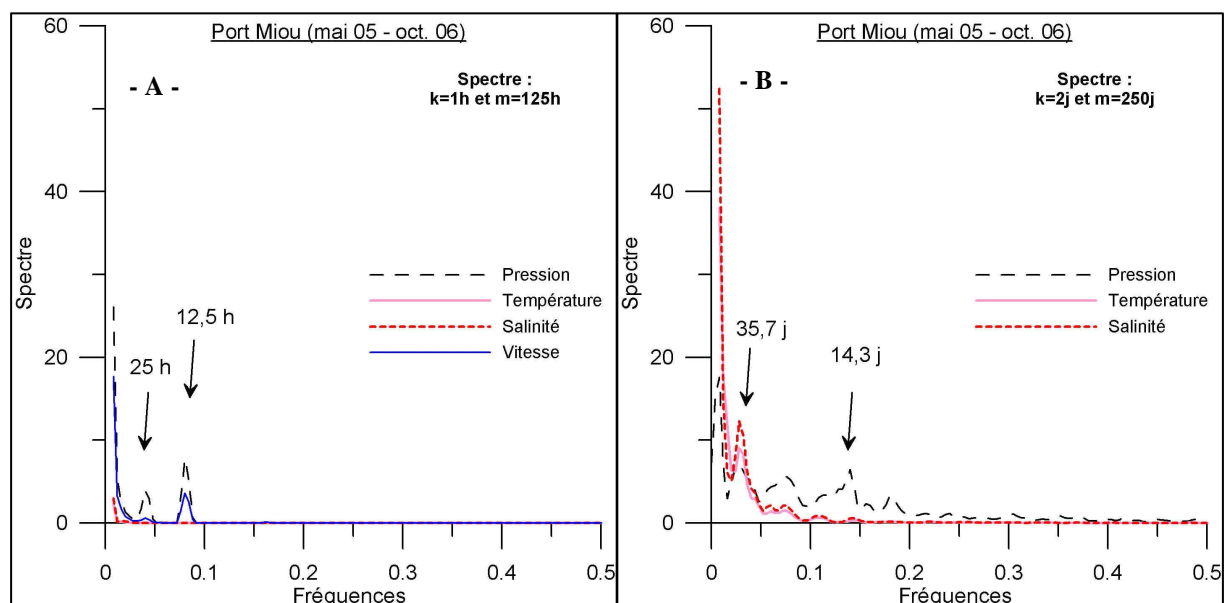 Port Miou (mai 05 - oct. 06)
- A -
Spectre :
k=1h et m=125h
60
40
20
0
Spectre
Pression
Température
Salinité
Vitesse
25 h
12,5 h
0
0.1
0.2
0.3
0.4
0.5
Fréquences
Port Miou (mai 05 - oct. 06)
- B -
Spectre :
k=2j et m=250j
60
40
20
0
Spectre
Pression
Température
Salinité
35,7 j
14,3 j
0
0.1
0.2
0.3
0.4
0.5
Fréquences